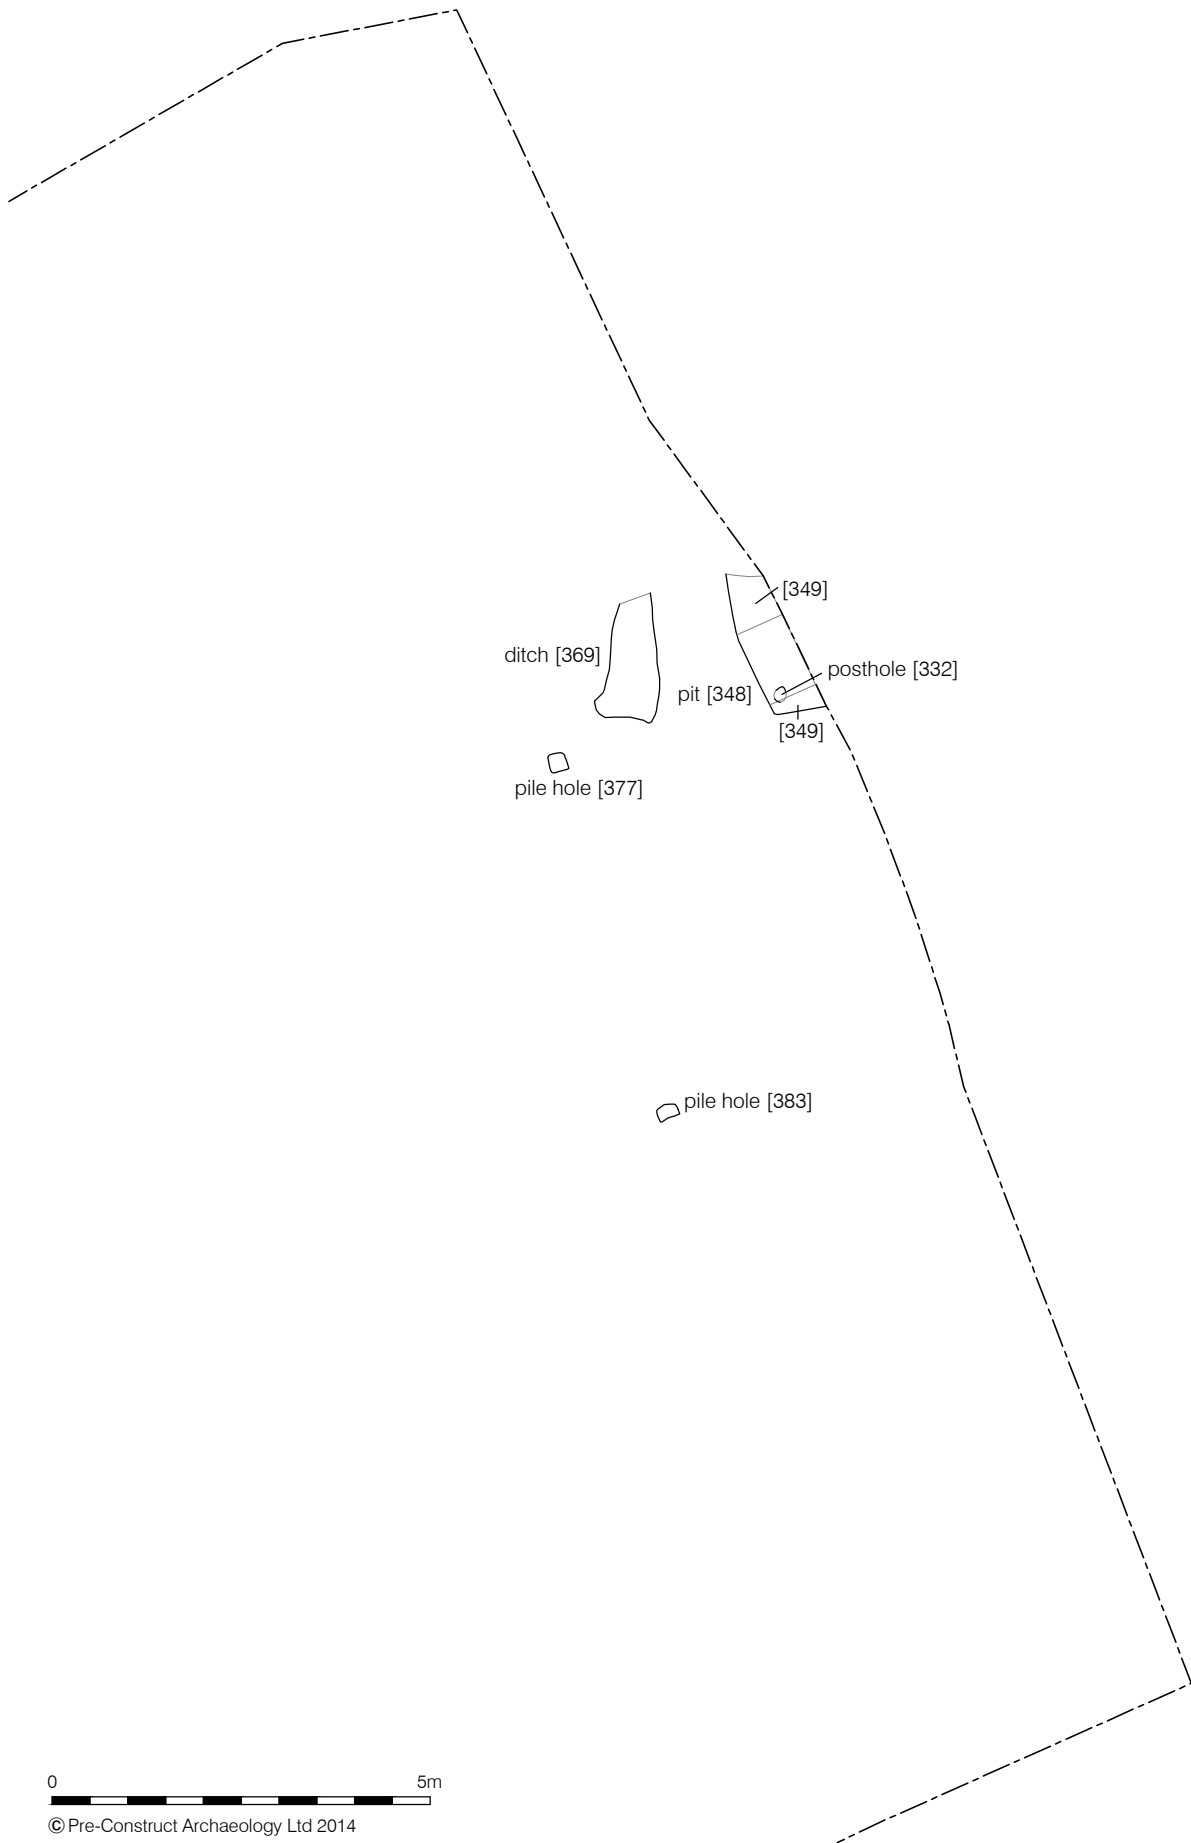 [349]
ditch [369]
posthole [332]
pit [348]
[349]
pile hole [377]
pile hole [383]
0 5m
© Pre-Construct Archaeology Ltd 2014